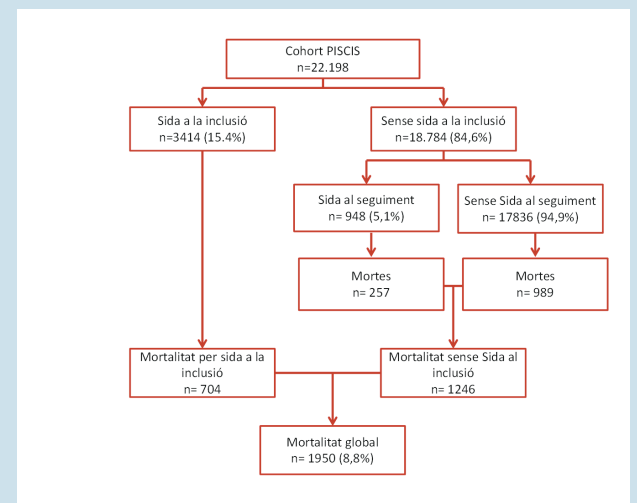 Cohort PISCIS
n=22.198
Sida a la inclusió
n=3414 (15.4%)
Sense sida a la inclusió
n=18.784 (84,6%)
Sida al seguiment
n= 948 (5,1%)
Sense Sida al seguiment
n= 17836 (94,9%)
Mortes
n= 257
Mortes
n= 989
Mortalitat per sida a la
inclusió
n= 704
Mortalitat sense Sida al
inclusió
n= 1246
Mortalitat global
n= 1950 (8,8%)